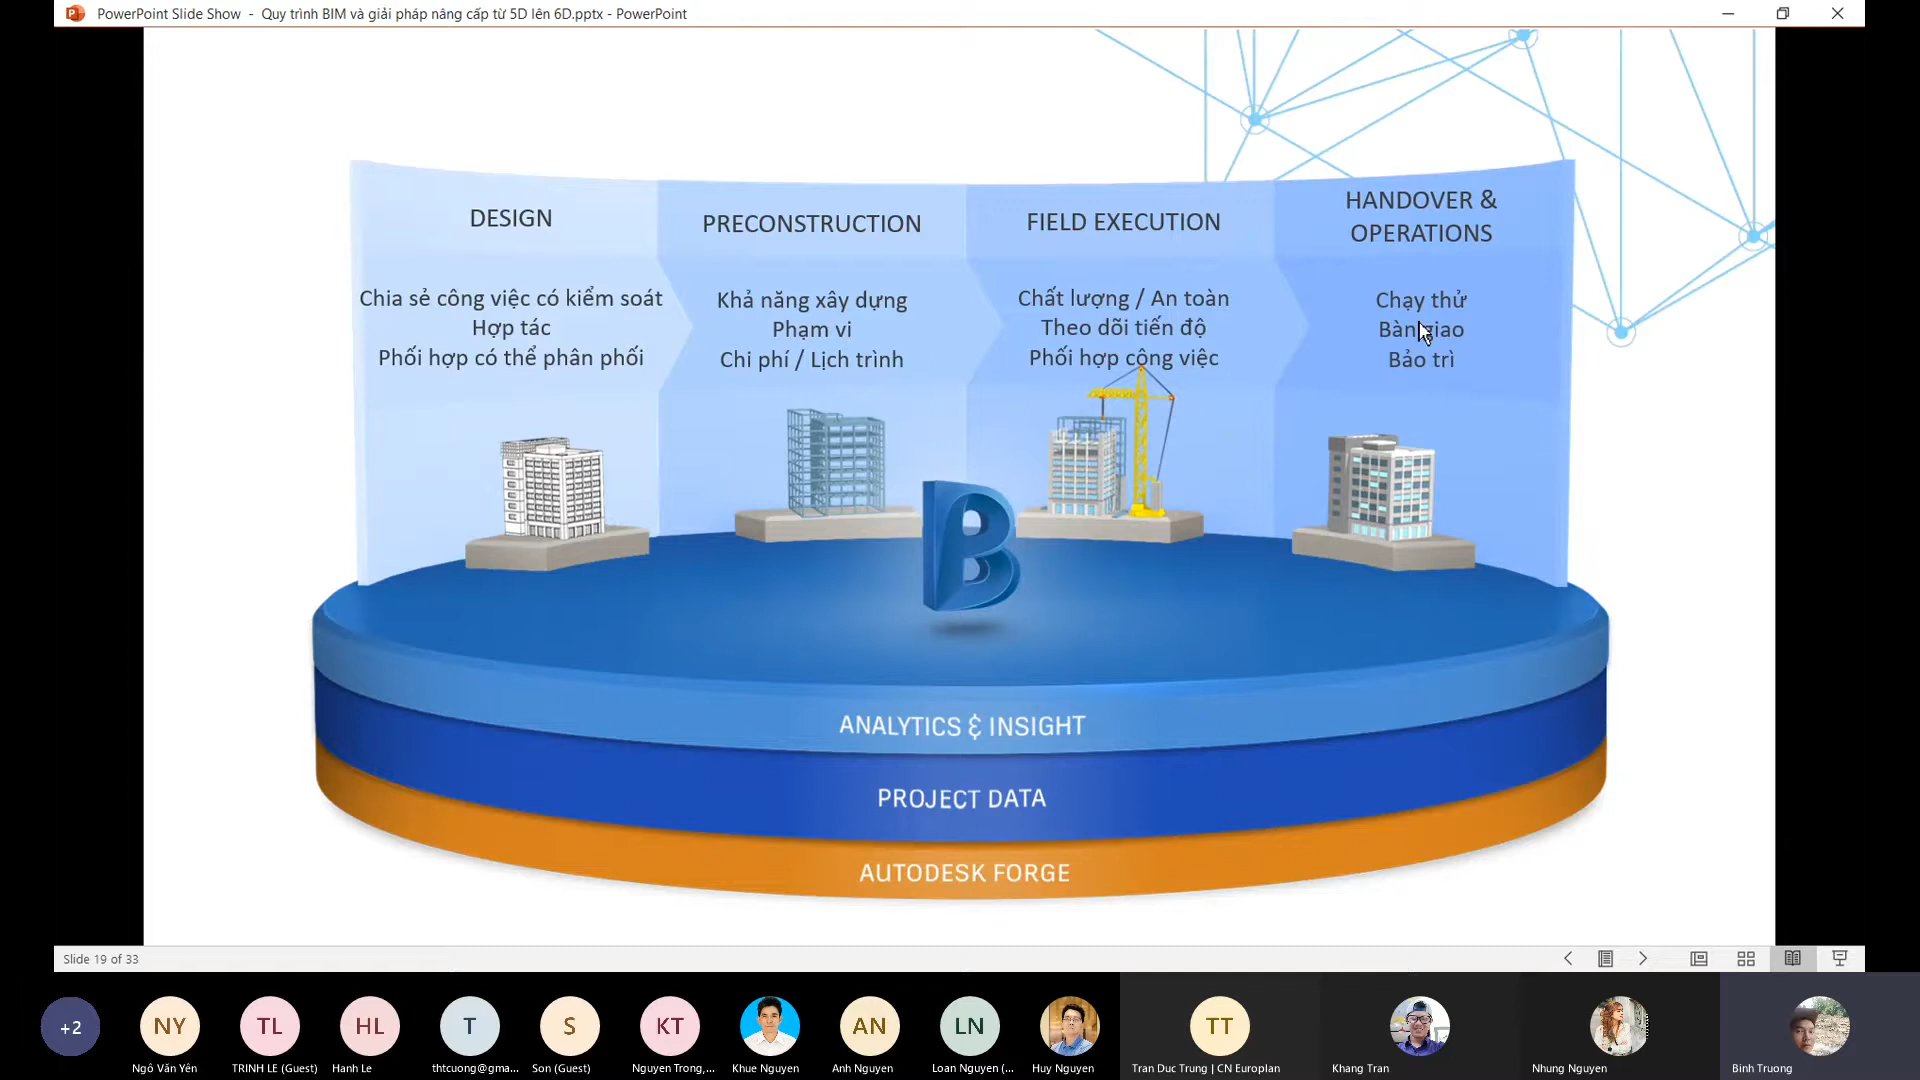 PowerPoint Slide Show - Quy trình BIM và giải pháp nâng cấp từ 5D lên 6D.pptx - PowerPoint
DESIGN
Chia sẻ công việc có kiểm soát
Hợp tác
Phối hợp có thể phân phối
PRECONSTRUCTION
Khả năng xây dựng
Phạm vi
Chi phí / Lịch trình
FIELD EXECUTION
Chất lượng / An toàn
Theo dõi tiến độ
Phối hợp công việc
HANDOVER &
OPERATIONS
Chạy thử
Bàn giao
Bảo trì
B
ANALYTICS & INSIGHT
PROJECT DATA
AUTODESK FORGE
Slide 19 of 33
+2
NY
TL
HL
T
S
KT
AN
LN
TT
Ngô Văn Yên
TRINH LE (Guest)
Hanh Le
thtcuong@gma...
Son (Guest)
Nguyen Trong,...
Khue Nguyen
Anh Nguyen
Loan Nguyen (...
Huy Nguyen
Tran Duc Trung | CN Europlan
Khang Tran
Nhung Nguyen
Binh Truong